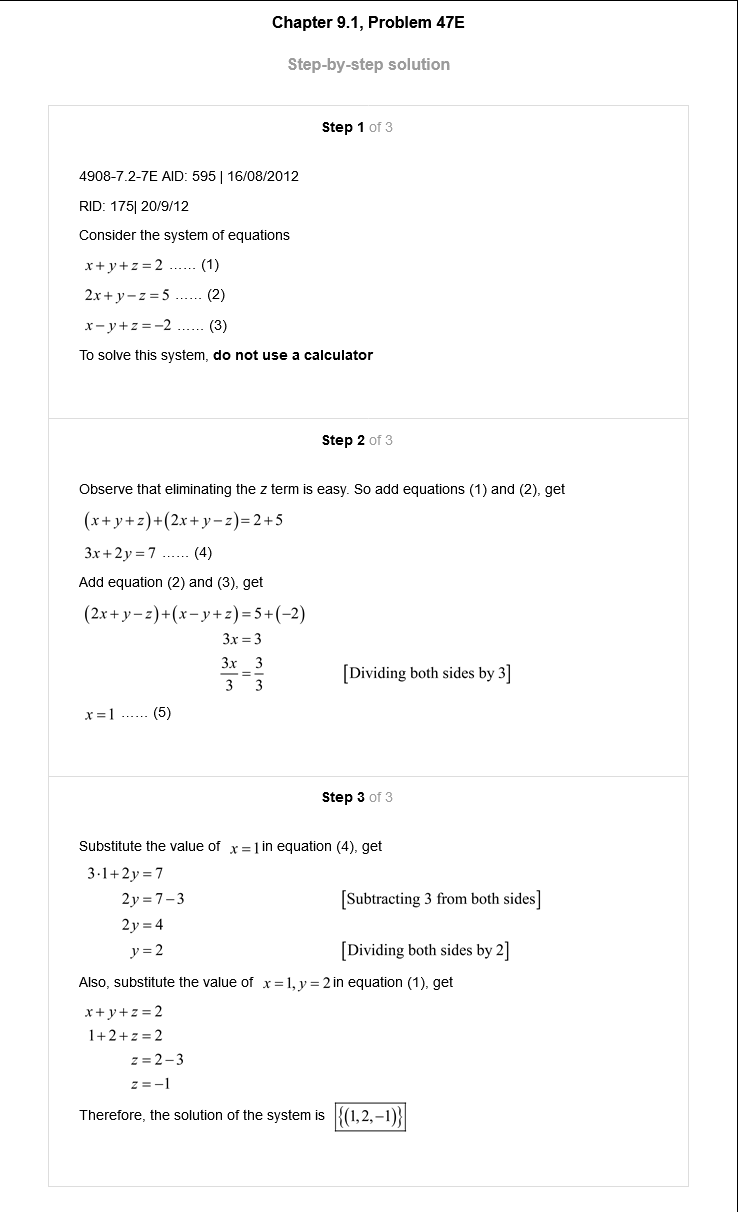 Chapter 9.1, Problem 47E
Step-by-step solution
Step 1 of 3
4908-7.2-7E AID: 595 | 16/08/2012
RID: 175| 20/9/12
Consider the system of equations
x + y + z = 2 …… (1)
2x + y − z = 5 …… (2)
x − y + z = −2 …… (3)
To solve this system, do not use a calculator
Step 2 of 3
Observe that eliminating the z term is easy. So add equations (1) and (2), get
(x + y + z) + (2x + y − z) = 2 + 5
3x + 2y = 7 …… (4)
Add equation (2) and (3), get
(2x + y − z) + (x − y + z) = 5 + (−2)
3x = 3
3x/3 = 3/3 [Dividing both sides by 3]
x = 1 …… (5)
Step 3 of 3
Substitute the value of x = 1 in equation (4), get
3·1 + 2y = 7
2y = 7 − 3 [Subtracting 3 from both sides]
2y = 4
y = 2 [Dividing both sides by 2]
Also, substitute the value of x = 1, y = 2 in equation (1), get
x + y + z = 2
1 + 2 + z = 2
z = 2 − 3
z = −1
Therefore, the solution of the system is {(1, 2, −1)}